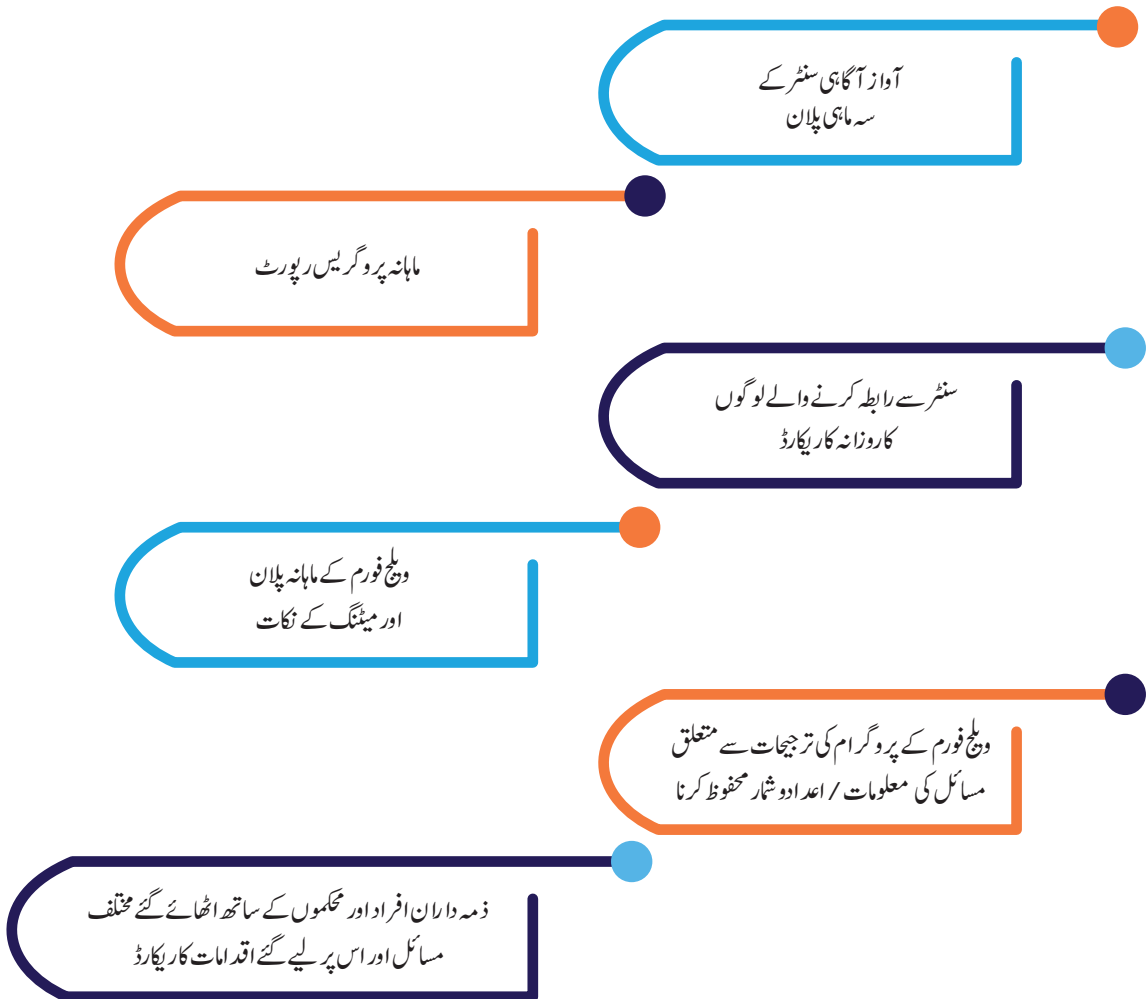 آواز آگاہی سنٹر کے
سہ ماہی پلان
ماہانہ پروگریس رپورٹ
سنٹر سے رابطہ کرنے والے لوگوں
کا روزانہ کا ریکارڈ
ویلج فورم کے ماہانہ پلان
اور میٹنگ کے نکات
ویلج فورم کے پروگرام کی ترجیحات سے متعلق
مسائل کی معلومات / اعداد و شمار محفوظ کرنا
ذمہ داران افراد اور محکموں کے ساتھ اٹھائے گئے مختلف
مسائل اور اس پر لیے گئے اقدامات کا ریکارڈ